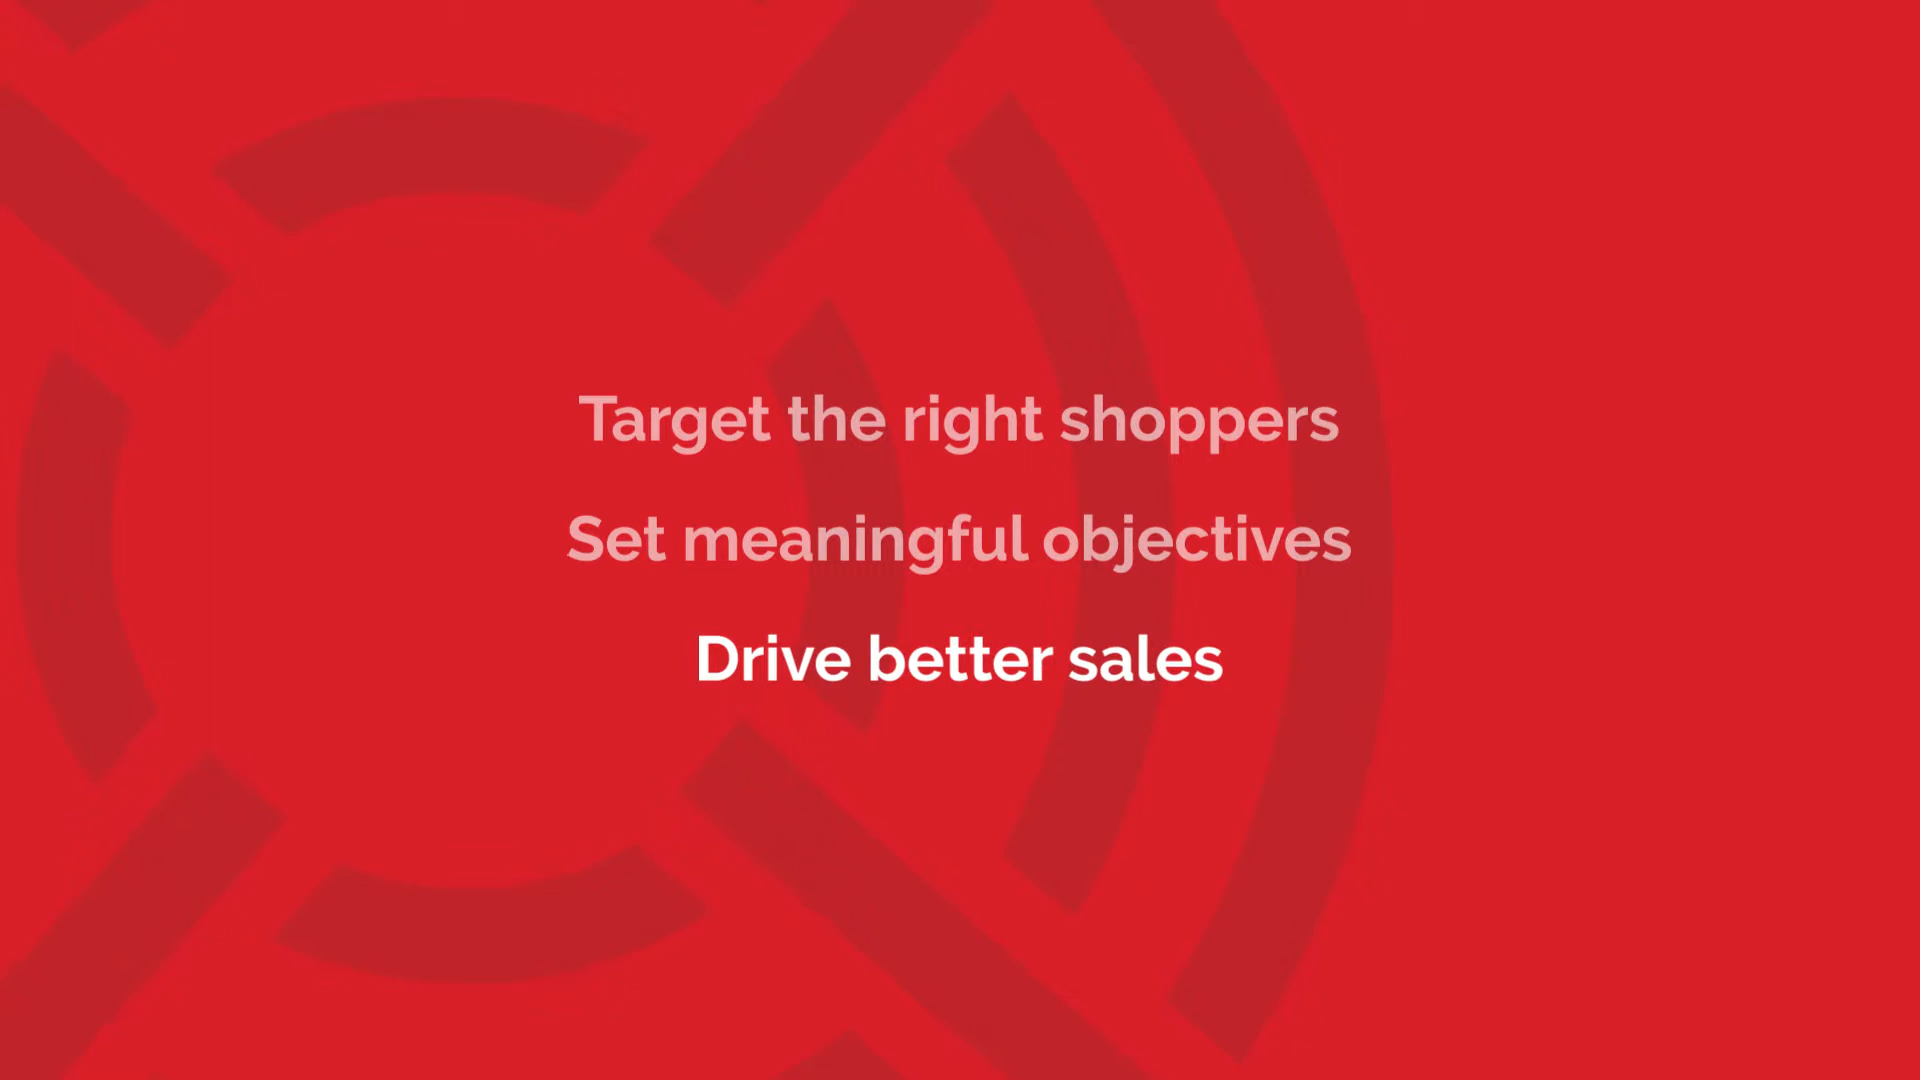 Target the right shoppers
Set meaningful objectives
Drive better sales